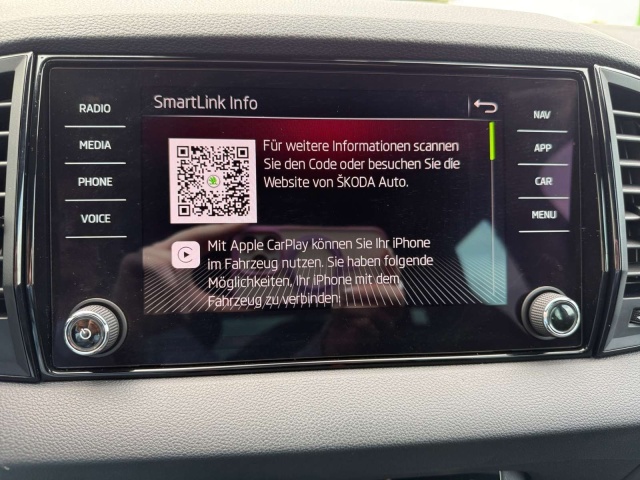 SmartLink Info
RADIO
MEDIA
PHONE
VOICE
NAV
APP
CAR
MENU
Für weitere Informationen scannen
Sie den Code oder besuchen Sie die
Website von ŠKODA Auto.
Mit Apple CarPlay können Sie Ihr iPhone
im Fahrzeug nutzen. Sie haben folgende
Möglichkeiten, Ihr iPhone mit dem
Fahrzeug zu verbinden: